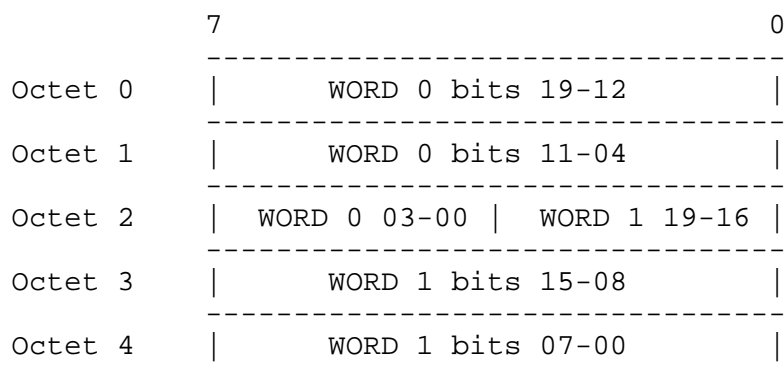 7 0
Octet 0 | WORD 0 bits 19-12 |
Octet 1 | WORD 0 bits 11-04 |
Octet 2 | WORD 0 03-00 | WORD 1 19-16 |
Octet 3 | WORD 1 bits 15-08 |
Octet 4 | WORD 1 bits 07-00 |